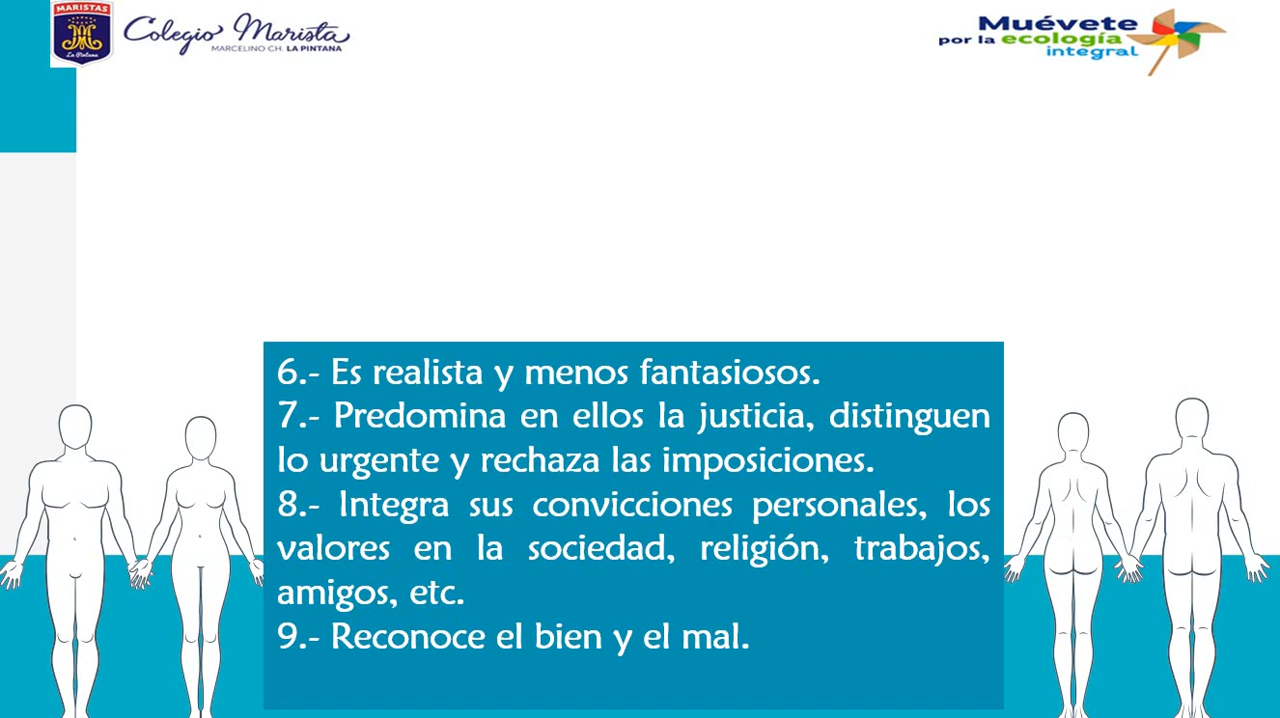 MARISTAS
La Pintana
Colegio Marista
MARCELINO CH. LA PINTANA
Muévete
por la ecología
integral
6.- Es realista y menos fantasiosos.
7.- Predomina en ellos la justicia, distinguen
lo urgente y rechaza las imposiciones.
8.- Integra sus convicciones personales, los
valores en la sociedad, religión, trabajos,
amigos, etc.
9.- Reconoce el bien y el mal.